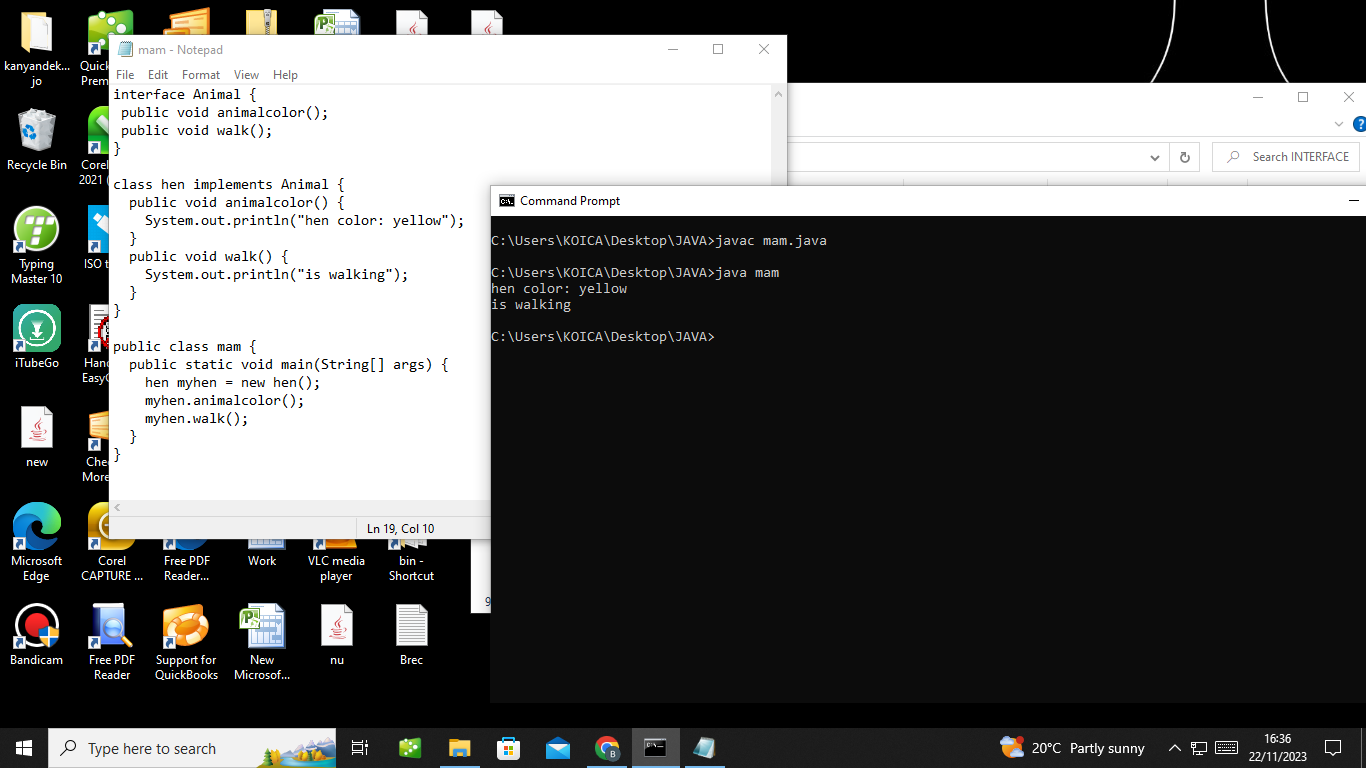 mam - Notepad
File Edit Format View Help
interface Animal {
 public void animalcolor();
 public void walk();
}
class hen implements Animal {
  public void animalcolor() {
    System.out.println("hen color: yellow");
  }
  public void walk() {
    System.out.println("is walking");
  }
}
public class mam {
  public static void main(String[] args) {
    hen myhen = new hen();
    myhen.animalcolor();
    myhen.walk();
  }
}
Ln 19, Col 10
Search INTERFACE
Command Prompt
C:\Users\KOICA\Desktop\JAVA>javac mam.java
C:\Users\KOICA\Desktop\JAVA>java mam
hen color: yellow
is walking
C:\Users\KOICA\Desktop\JAVA>
kanyandek...
jo
Quick
Prem
Recycle Bin
Corel
2021 (
Typing
Master 10
ISO t
iTubeGo
Hand
Easy
new
Chec
More
Microsoft
Edge
Corel
CAPTURE ...
Free PDF
Reader...
Work
VLC media
player
bin -
Shortcut
9
Bandicam
Free PDF
Reader
Support for
QuickBooks
New
Microsof...
nu
Brec
Type here to search
20°C Partly sunny
16:36
22/11/2023